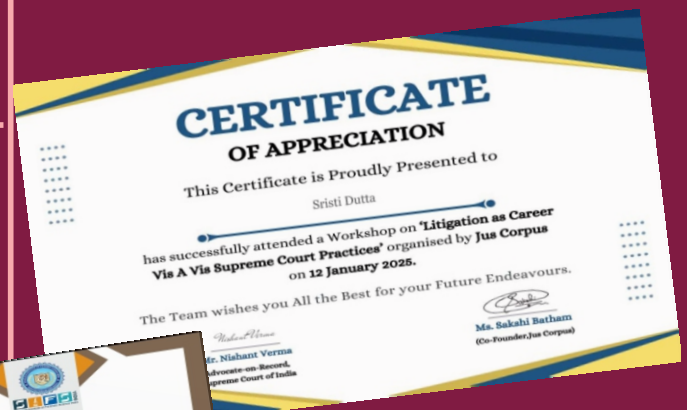 CERTIFICATE
OF APPRECIATION
This Certificate is Proudly Presented to
Sristi Dutta
has successfully attended a Workshop on 'Litigation as Career
Vis A Vis Supreme Court Practices' organised by Jus Corpus
on 12 January 2025.
The Team wishes you All the Best for your Future Endeavours.
Nishant Verma
Mr. Nishant Verma
Advocate-on-Record,
Supreme Court of India
Ms. Sakahi Batham
(Co-Founder,Jus Corpus)